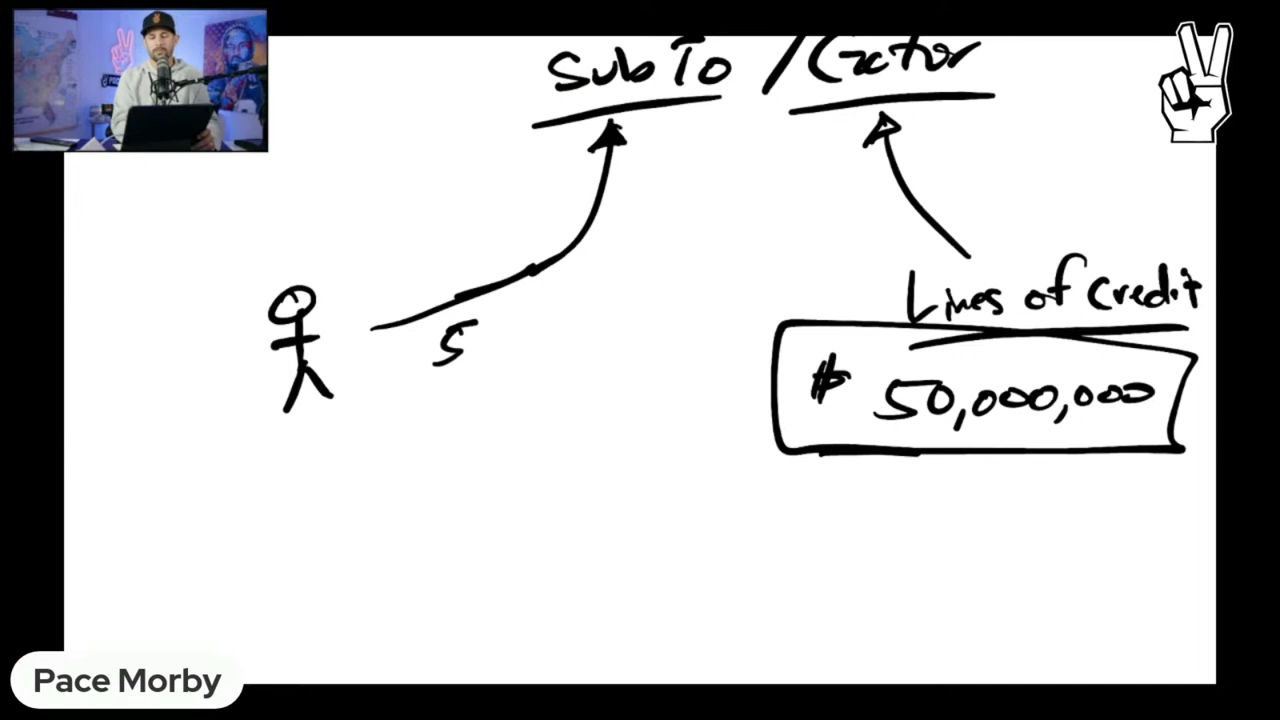 SubTo / Gator
Lines of Credit
5
$ 50,000,000
Pace Morby